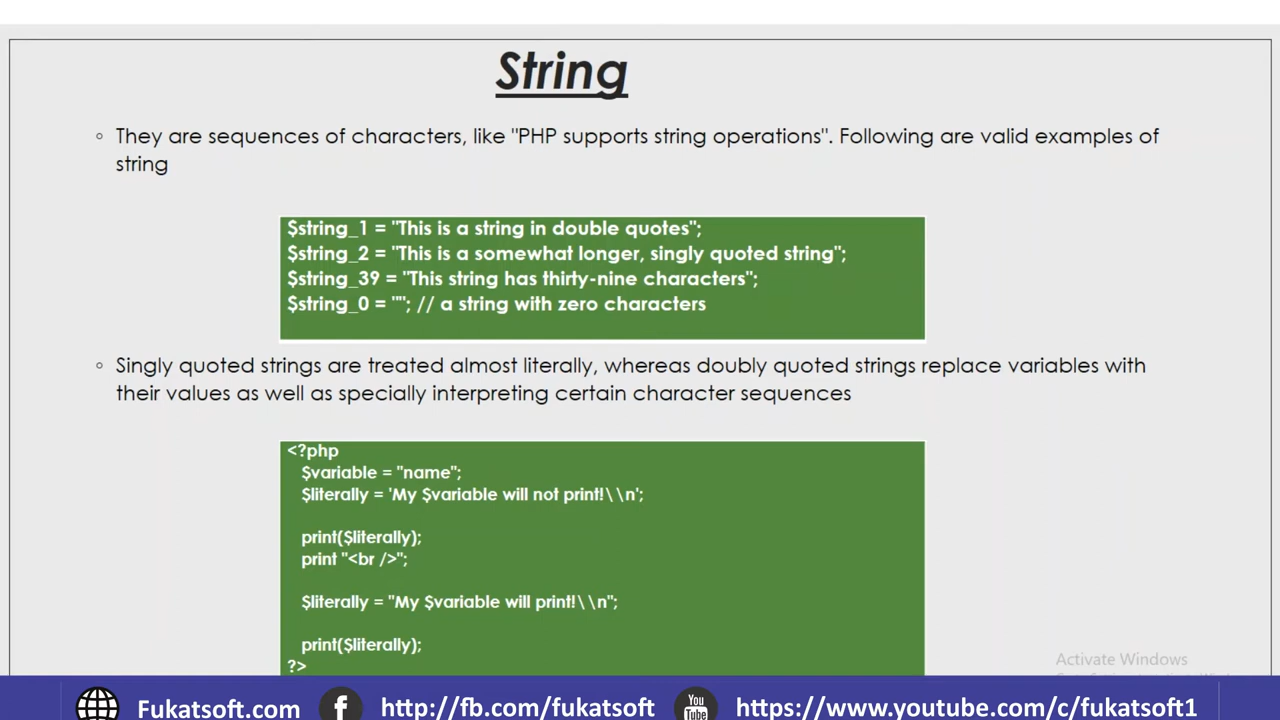 String
◦ They are sequences of characters, like "PHP supports string operations". Following are valid examples of
string
$string_1 = "This is a string in double quotes";
$string_2 = "This is a somewhat longer, singly quoted string";
$string_39 = "This string has thirty-nine characters";
$string_0 = ""; // a string with zero characters
◦ Singly quoted strings are treated almost literally, whereas doubly quoted strings replace variables with
their values as well as specially interpreting certain character sequences
<?php
$variable = "name";
$literally = 'My $variable will not print!\\n';
print($literally);
print "<br />";
$literally = "My $variable will print!\\n";
print($literally);
?>
Activate Windows
Fukatsoft.com f http://fb.com/fukatsoft You Tube https://www.youtube.com/c/fukatsoft1